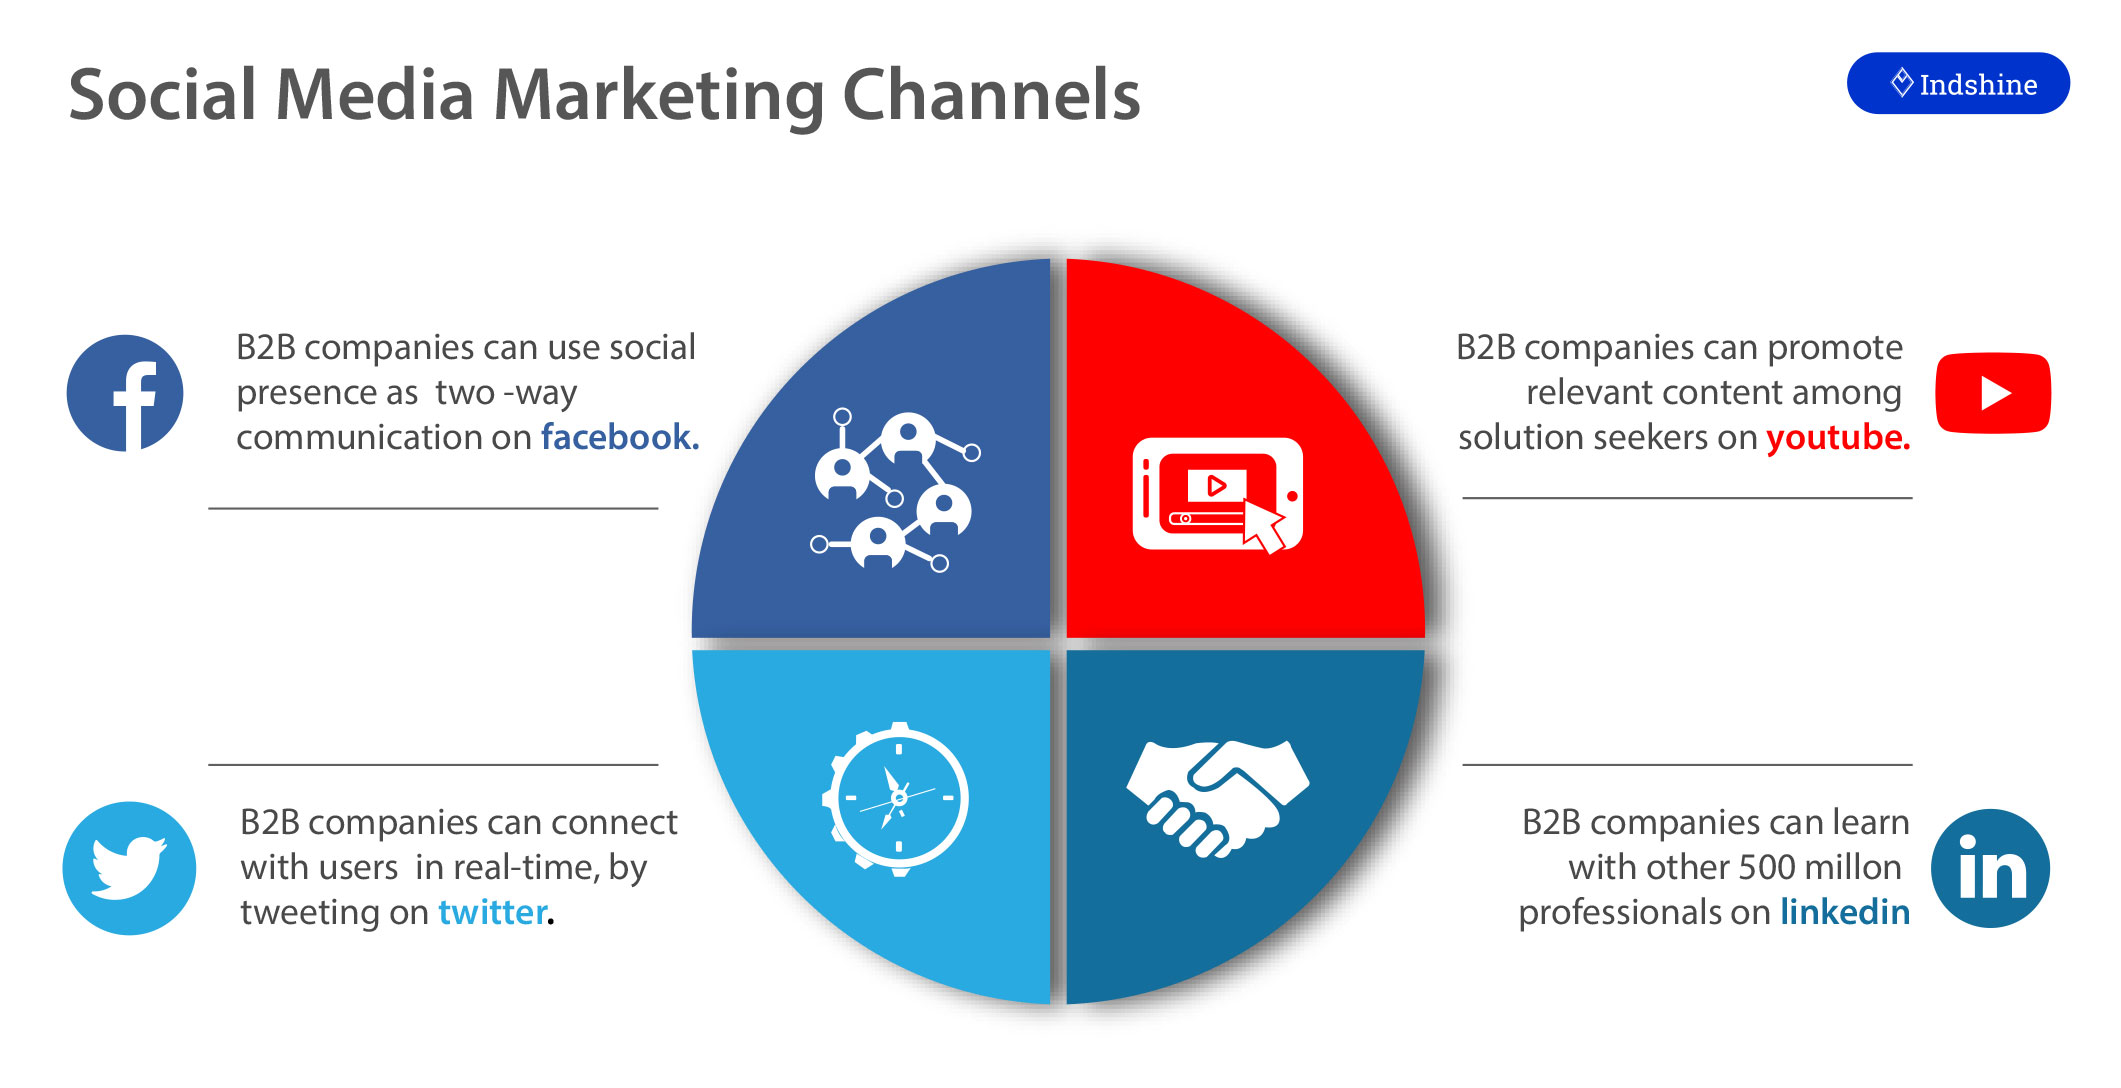 Social Media Marketing Channels
Indshine
B2B companies can use social
presence as two -way
communication on facebook.
B2B companies can promote
relevant content among
solution seekers on youtube.
B2B companies can connect
with users in real-time, by
tweeting on twitter.
B2B companies can learn
with other 500 millon
professionals on linkedin
in